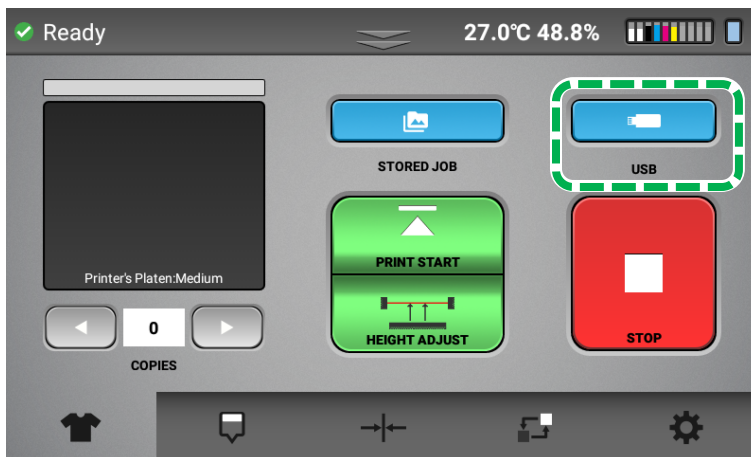 Ready
27.0℃ 48.8%
STORED JOB
USB
Printer's Platen:Medium
PRINT START
0
HEIGHT ADJUST
STOP
COPIES